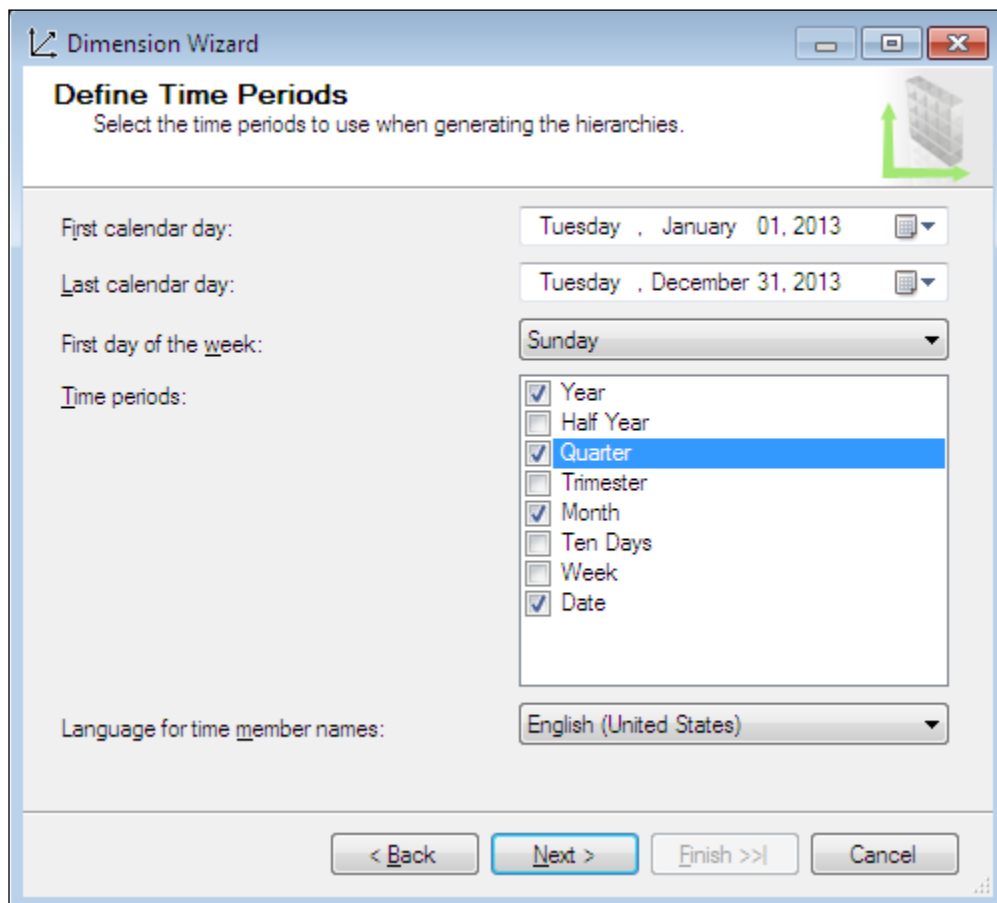 Dimension Wizard
Define Time Periods
Select the time periods to use when generating the hierarchies.
First calendar day: Tuesday , January 01, 2013
Last calendar day: Tuesday , December 31, 2013
First day of the week: Sunday
Time periods:
Year
Half Year
Quarter
Trimester
Month
Ten Days
Week
Date
Language for time member names: English (United States)
< Back Next > Finish >>| Cancel